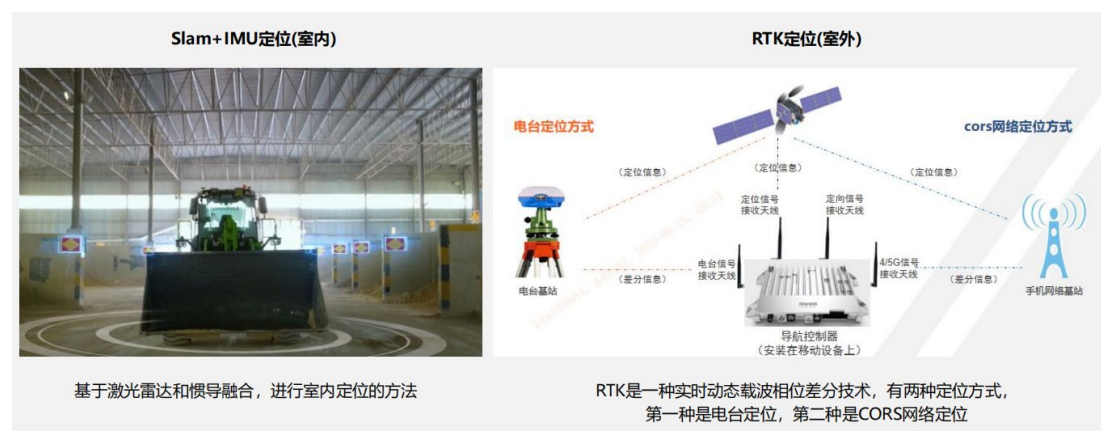 Slam+IMU定位(室内)
RTK定位(室外)
电台定位方式
cors网络定位方式
（定位信息）
（定位信息）
（定位信息）
定位信号
接收天线
定向信号
接收天线
电台信号
接收天线
4/5G信号
接收天线
（差分信息）
（差分信息）
电台基站
手机网络基站
导航控制器
（安装在移动设备上）
基于激光雷达和惯导融合，进行室内定位的方法
RTK是一种实时动态载波相位差分技术，有两种定位方式，
第一种是电台定位，第二种是CORS网络定位